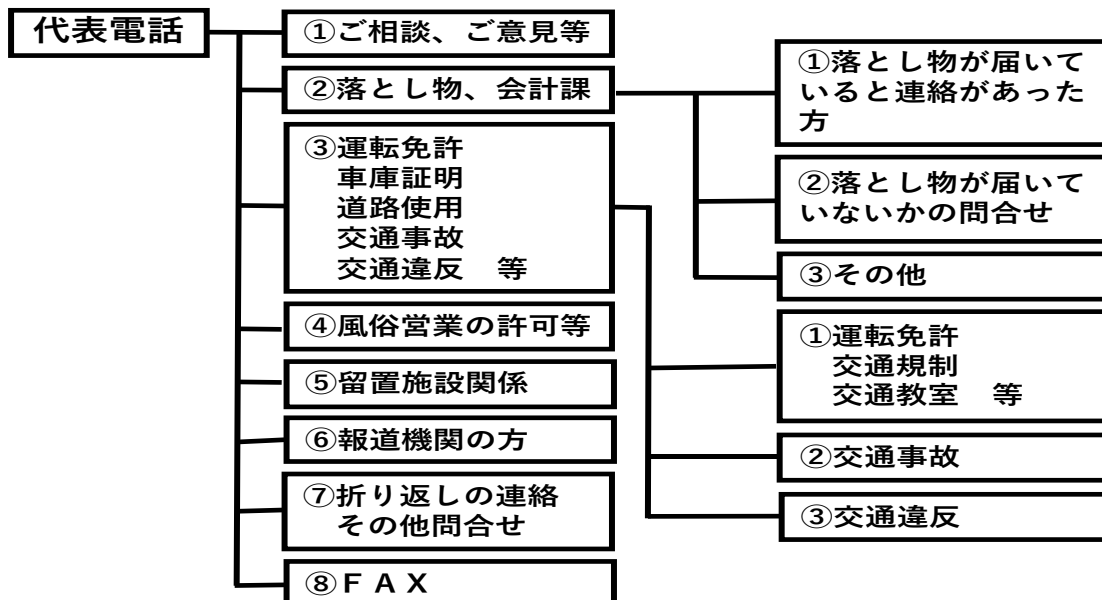 代表電話
①ご相談、ご意見等
②落とし物、会計課
③運転免許
車庫証明
道路使用
交通事故
交通違反　等
④風俗営業の許可等
⑤留置施設関係
⑥報道機関の方
⑦折り返しの連絡
その他問合せ
⑧ＦＡＸ
①落とし物が届いて
いると連絡があった
方
②落とし物が届いて
いないかの問合せ
③その他
①運転免許
交通規制
交通教室　等
②交通事故
③交通違反